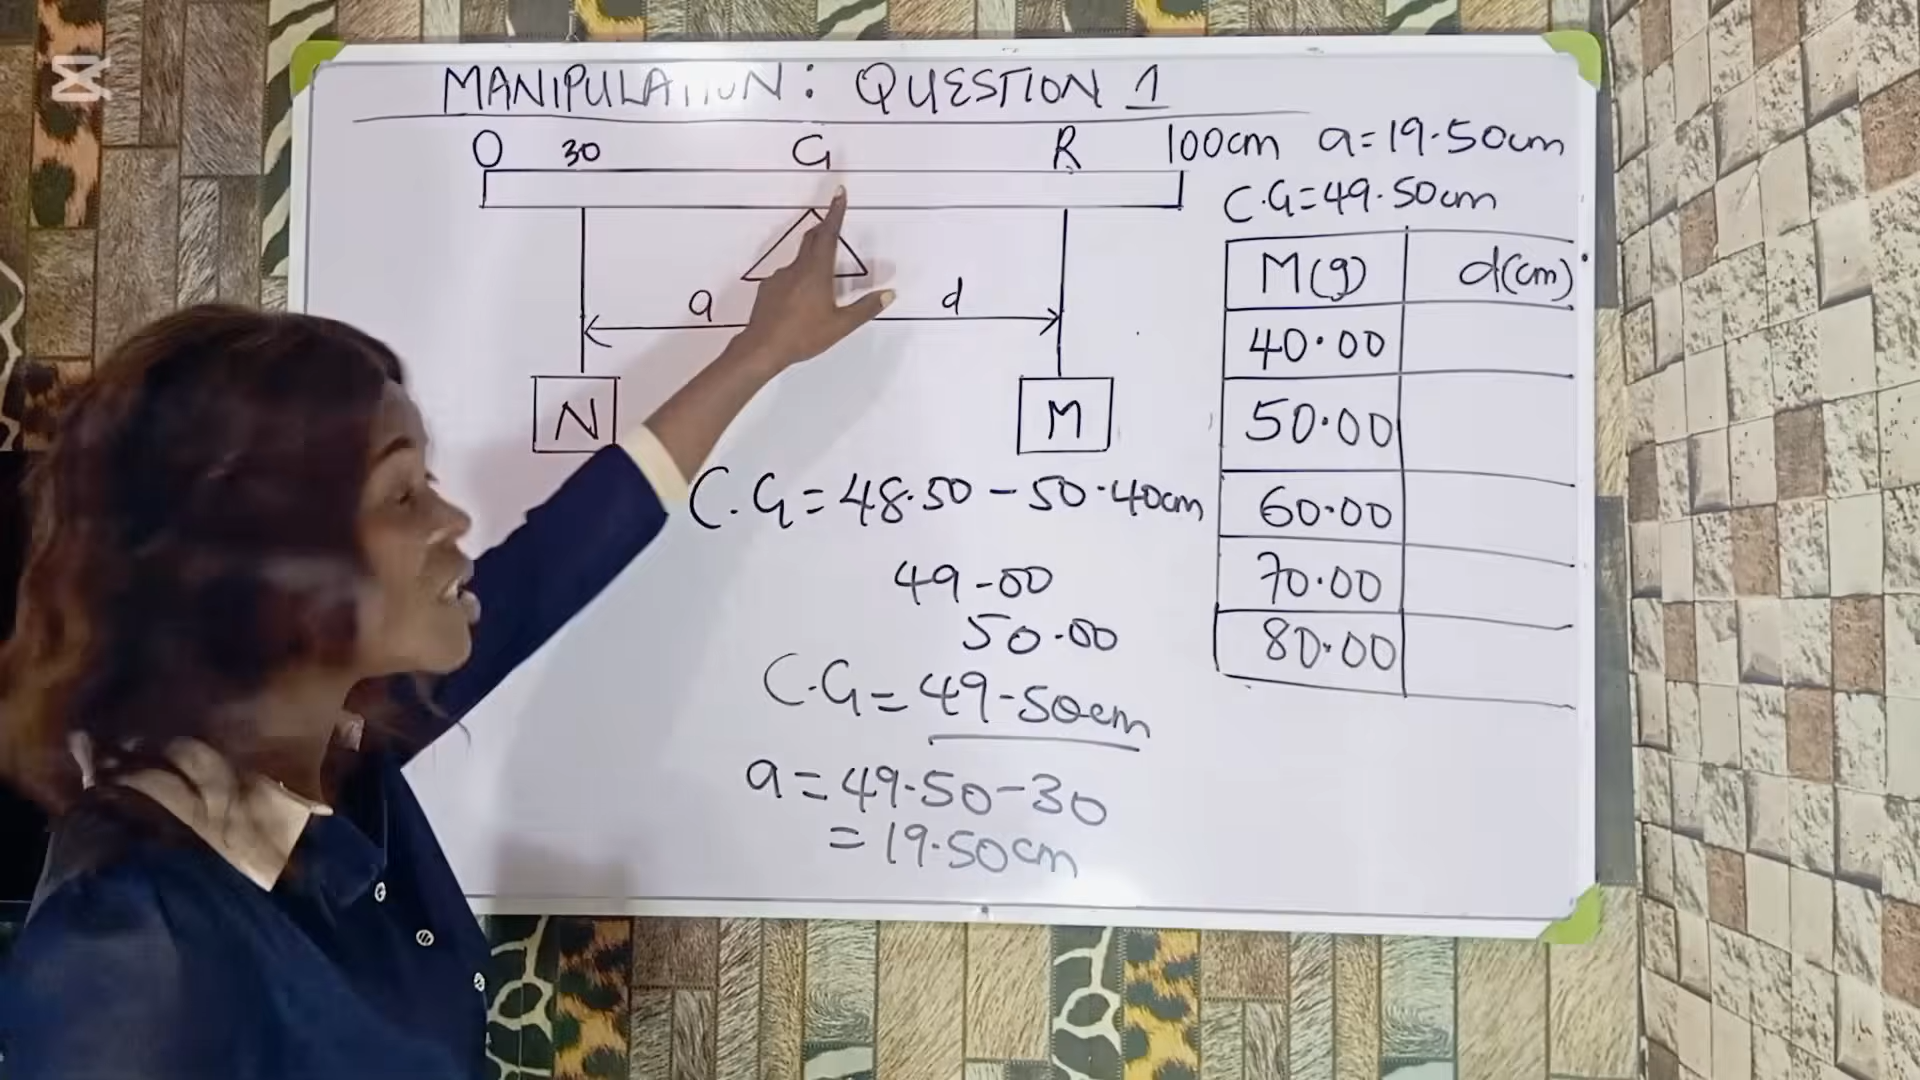 MANIPULATION: QUESTION 1
O 30 G R 100cm
a d
N M
C.G = 48.50 - 50.40cm
49-00
50.00
C.G = 49-50cm
a = 49.50-30
= 19.50cm
a = 19.50cm
C.G = 49.50cm
M(g) d(cm)
40.00
50.00
60.00
70.00
80.00